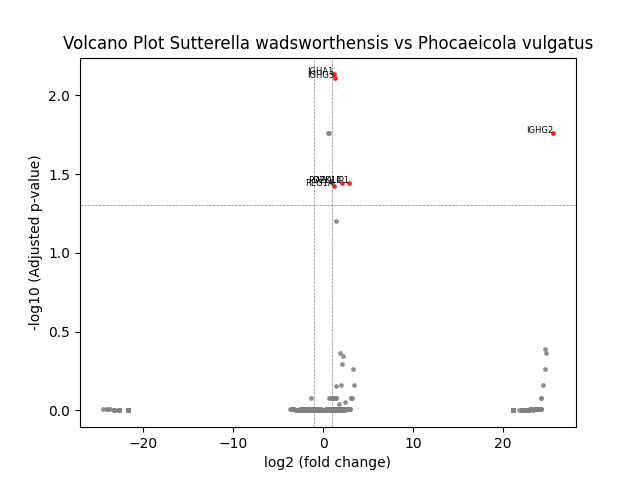 Volcano Plot Sutterella wadsworthensis vs Phocaeicola vulgatus
2.0
1.5
1.0
0.5
0.0
-log10 (Adjusted p-value)
IGHA1
IGHG3
IGHG2
REG1A
−20
−10
0
10
20
log2 (fold change)